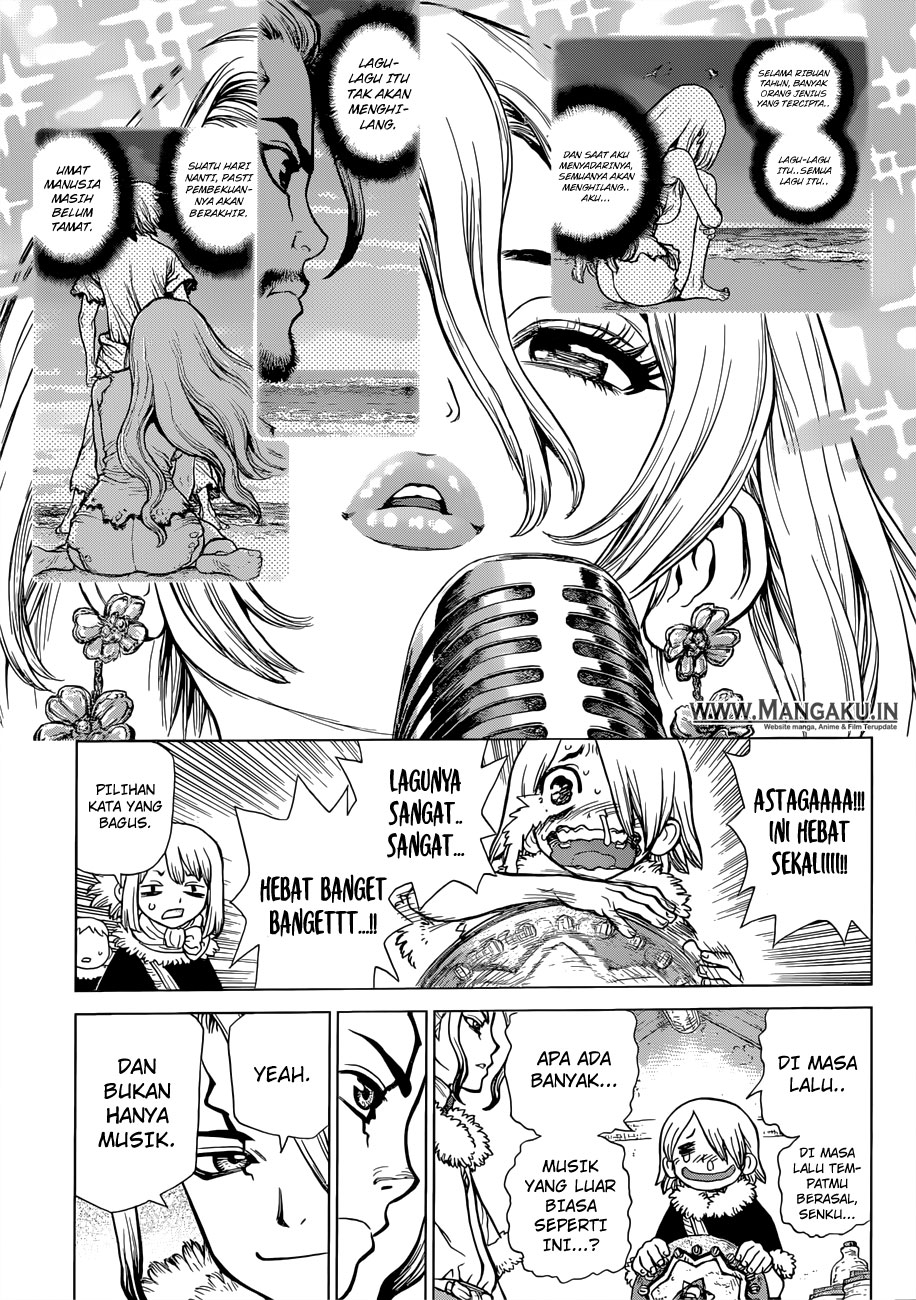 SELAMA RIBUAN
TAHUN, BANYAK
ORANG JENIUS
YANG TERCIPTA..
LAGU-LAGU
ITU..SEMUA
LAGU ITU..
DAN SAAT AKU
MENYADARINYA,
SEMUANYA AKAN
MENGHILANG..
AKU...
LAGU-
LAGU ITU
TAK AKAN
MENGHI-
LANG.
SUATU HARI
NANTI, PASTI
PEMBEKUAN-
NYA AKAN
BERAKHIR.
UMAT
MANUSIA
MASIH
BELUM
TAMAT.
WWW.MANGAKU.IN
Website manga, Anime & Film Terupdate
ASTAGAAAA!!!
INI HEBAT
SEKALIIII!!
LAGUNYA
SANGAT..
SANGAT...
HEBAT BANGET
BANGETTT...!!
PILIHAN
KATA YANG
BAGUS.
DI MASA
LALU..
DI MASA
LALU TEM-
PATMU
BERASAL,
SENKU...
APA ADA
BANYAK...
MUSIK
YANG LUAR
BIASA
SEPERTI
INI...?
YEAH.
DAN
BUKAN
HANYA
MUSIK.